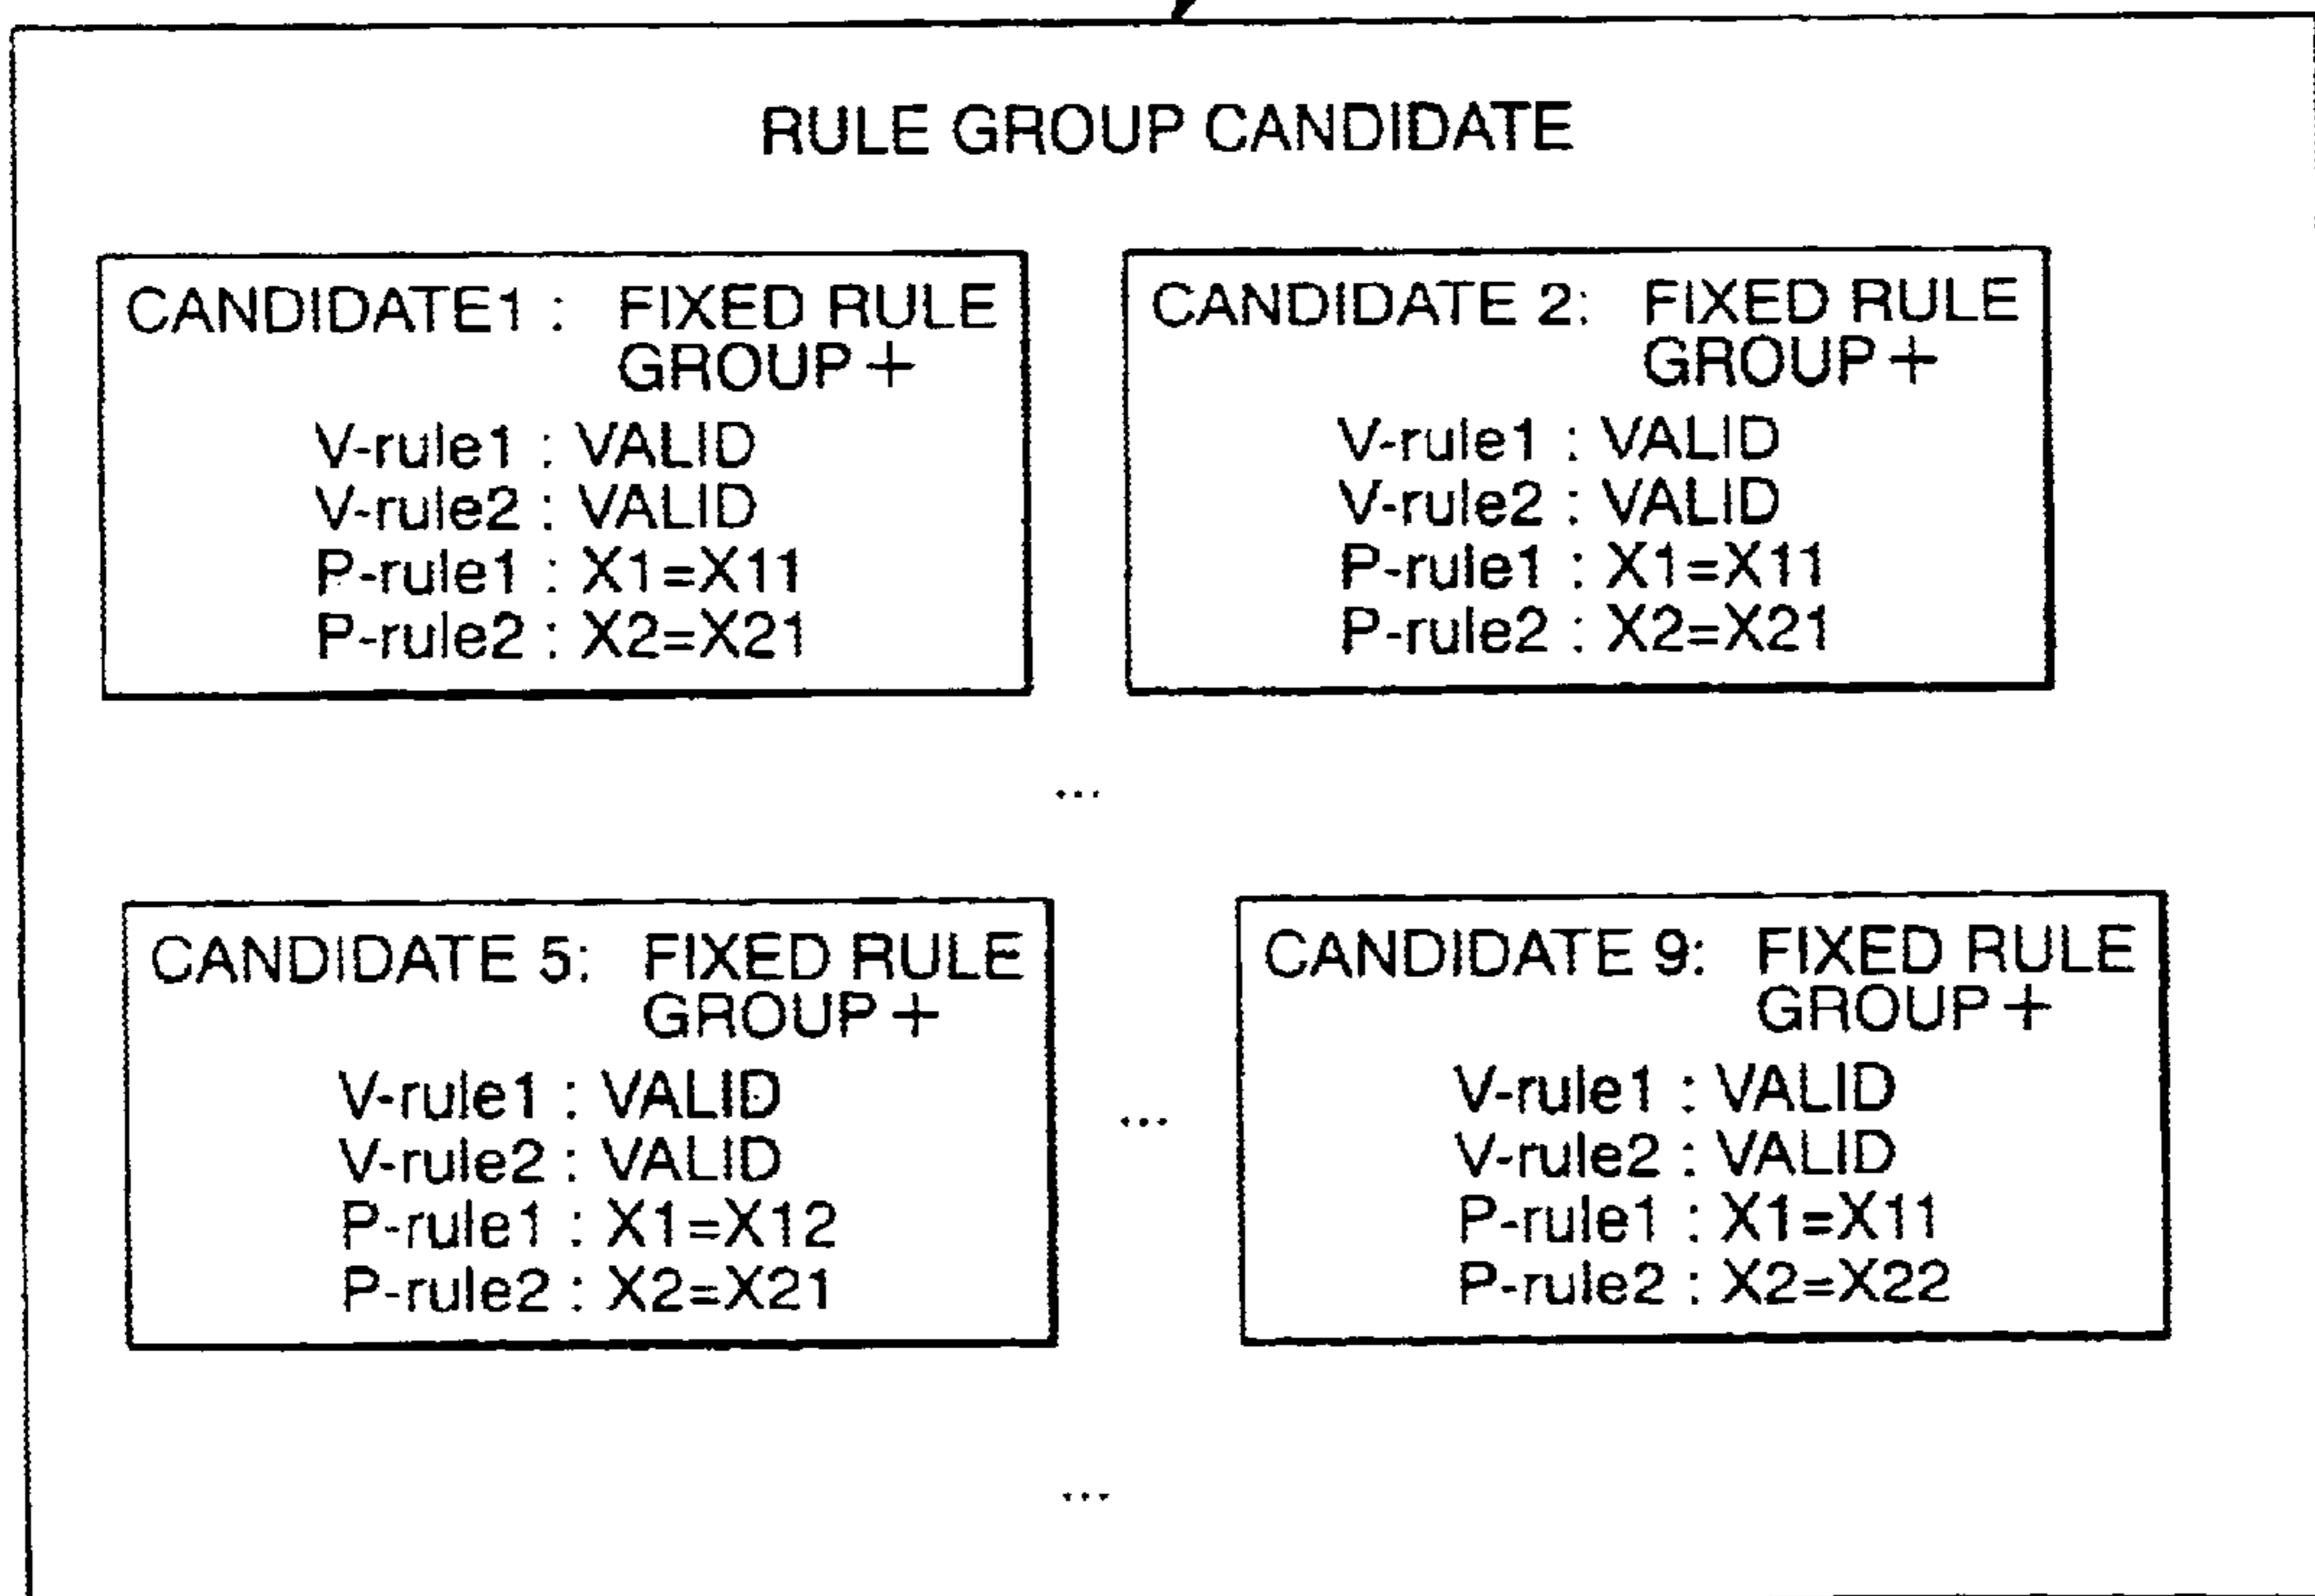 RULE GROUP CANDIDATE
CANDIDATE1 : FIXED RULE
GROUP+
V-rule1 : VALID
V-rule2 : VALID
P-rule1 : X1=X11
P-rule2 : X2=X21
CANDIDATE 2: FIXED RULE
GROUP+
V-rule1 : VALID
V-rule2 : VALID
P-rule1 : X1=X11
P-rule2 : X2=X21
...
CANDIDATE 5: FIXED RULE
GROUP+
V-rule1 : VALID
V-rule2 : VALID
P-rule1 : X1=X12
P-rule2 : X2=X21
...
CANDIDATE 9: FIXED RULE
GROUP+
V-rule1 : VALID
V-rule2 : VALID
P-rule1 : X1=X11
P-rule2 : X2=X22
...